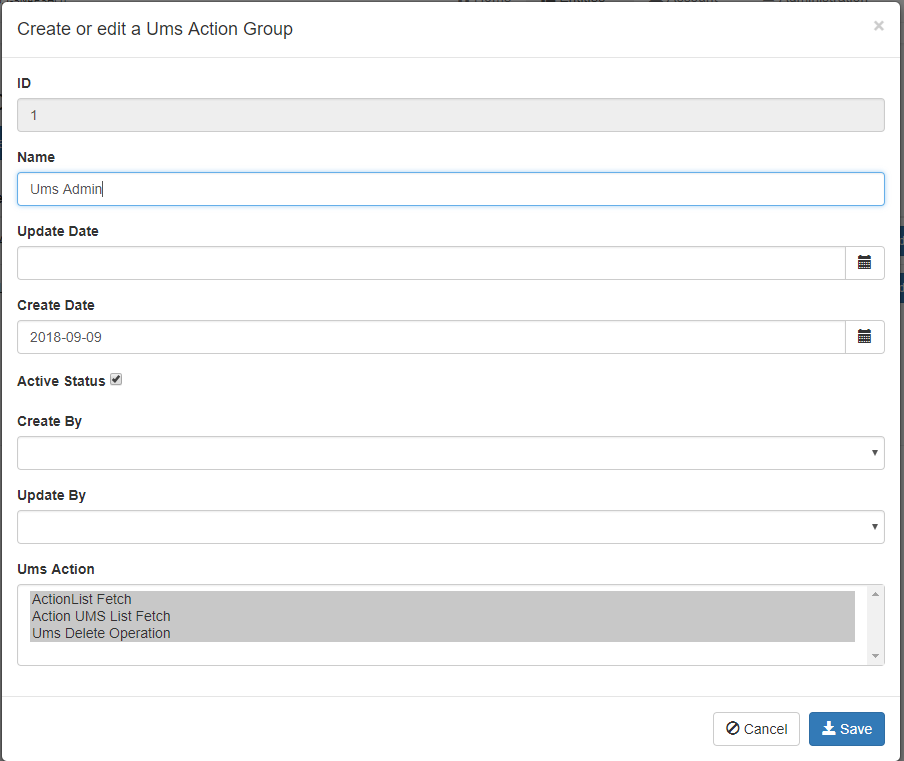 Create or edit a Ums Action Group
×
ID
1
Name
Ums Admin
Update Date
Create Date
2018-09-09
Active Status
Create By
Update By
Ums Action
ActionList Fetch
Action UMS List Fetch
Ums Delete Operation
Cancel
Save